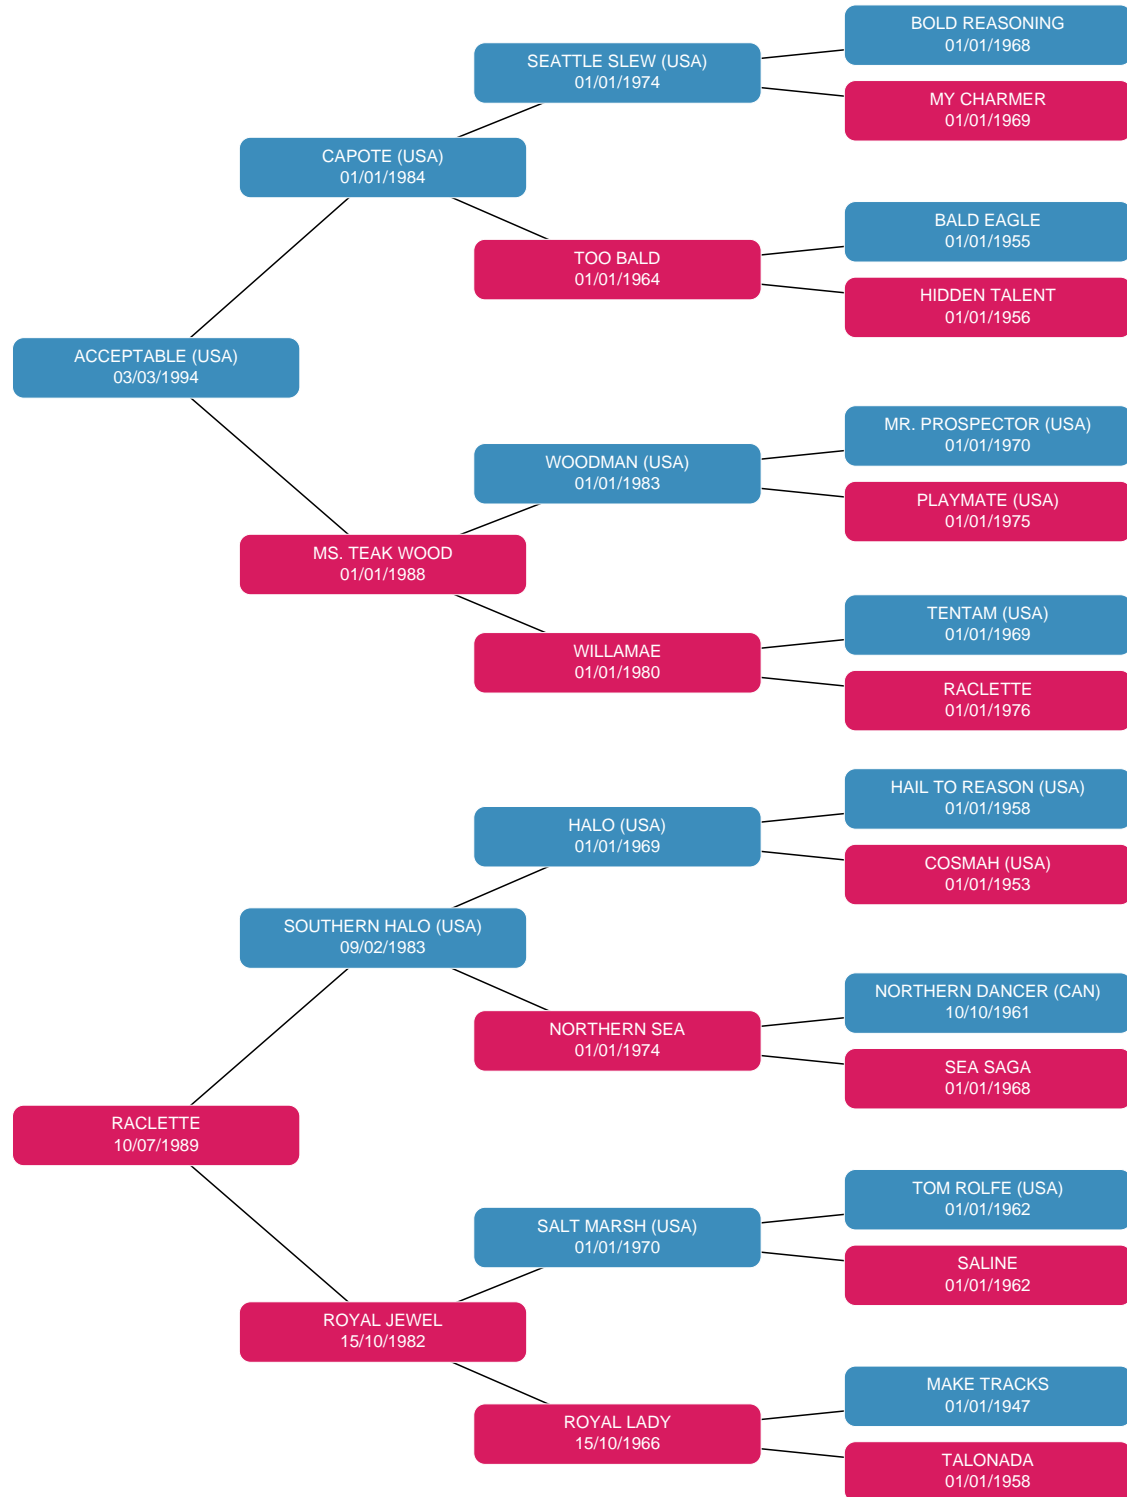 BOLD REASONING
01/01/1968
SEATTLE SLEW (USA)
01/01/1974
MY CHARMER
01/01/1969
CAPOTE (USA)
01/01/1984
BALD EAGLE
01/01/1955
TOO BALD
01/01/1964
HIDDEN TALENT
01/01/1956
ACCEPTABLE (USA)
03/03/1994
MR. PROSPECTOR (USA)
01/01/1970
WOODMAN (USA)
01/01/1983
PLAYMATE (USA)
01/01/1975
MS. TEAK WOOD
01/01/1988
TENTAM (USA)
01/01/1969
WILLAMAE
01/01/1980
RACLETTE
01/01/1976
HAIL TO REASON (USA)
01/01/1958
HALO (USA)
01/01/1969
COSMAH (USA)
01/01/1953
SOUTHERN HALO (USA)
09/02/1983
NORTHERN DANCER (CAN)
10/10/1961
NORTHERN SEA
01/01/1974
SEA SAGA
01/01/1968
RACLETTE
10/07/1989
TOM ROLFE (USA)
01/01/1962
SALT MARSH (USA)
01/01/1970
SALINE
01/01/1962
ROYAL JEWEL
15/10/1982
MAKE TRACKS
01/01/1947
ROYAL LADY
15/10/1966
TALONADA
01/01/1958